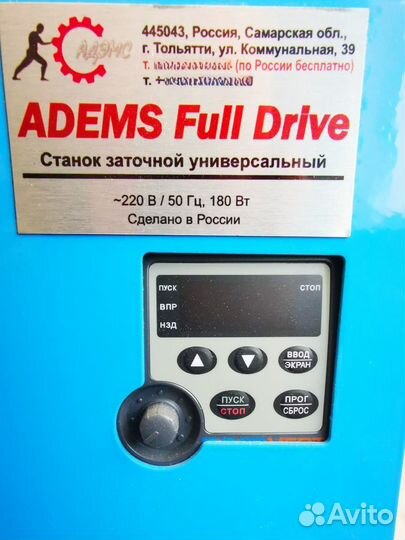 АДЭМС
445043, Россия, Самарская обл.,
г. Тольятти, ул. Коммунальная, 39
т. (по России бесплатно)
т.
ADEMS Full Drive
Станок заточной универсальный
~220 В / 50 Гц, 180 Вт
Сделано в России
ПУСК СТОП
ВПР
НЗД
ВВОД
ЭКРАН
ПУСК
СТОП
ПРОГ
СБРОС
Avito